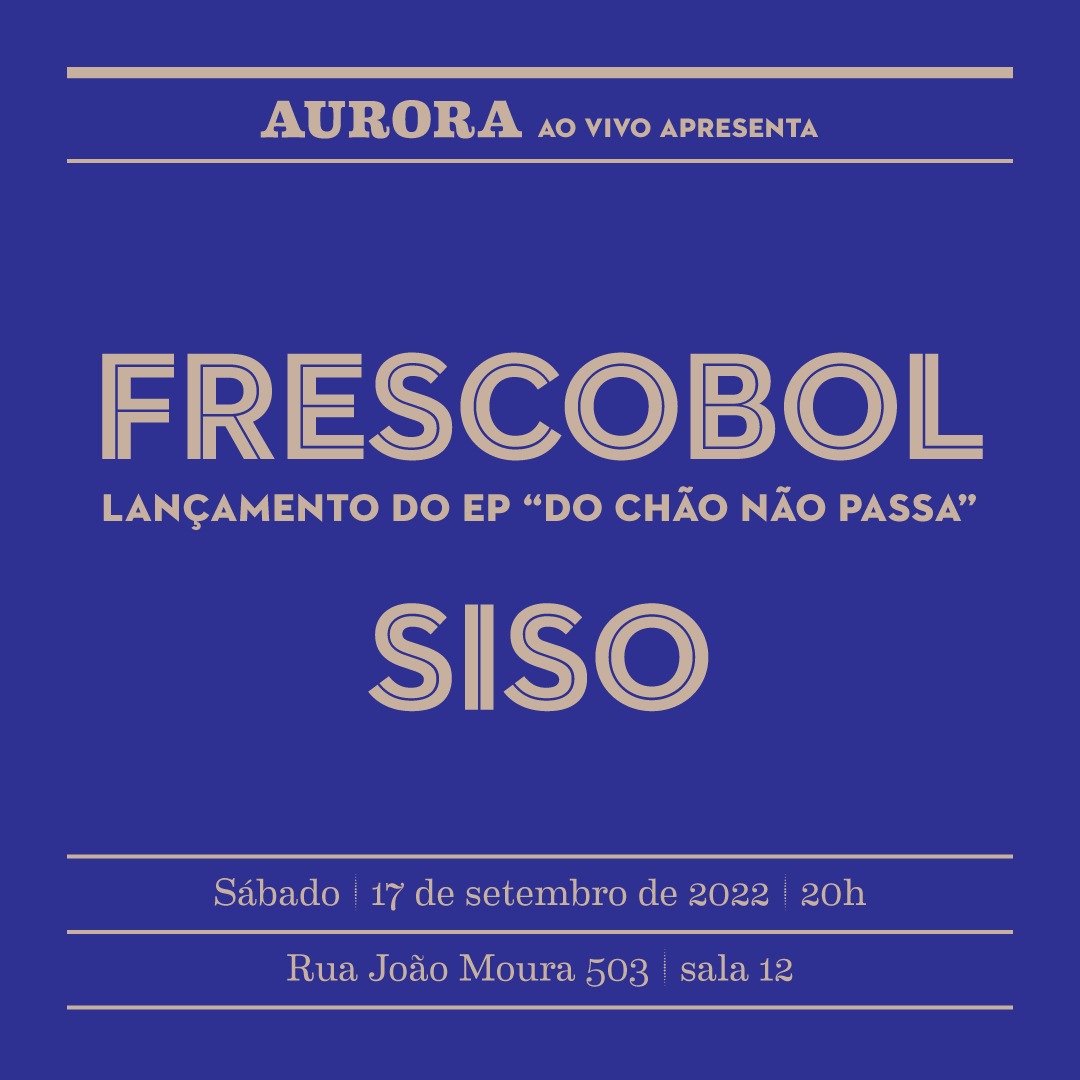 AURORA AO VIVO APRESENTA
FRESCOBOL
LANÇAMENTO DO EP “DO CHÃO NÃO PASSA”
SISO
Sábado | 17 de setembro de 2022 | 20h
Rua João Moura 503 | sala 12